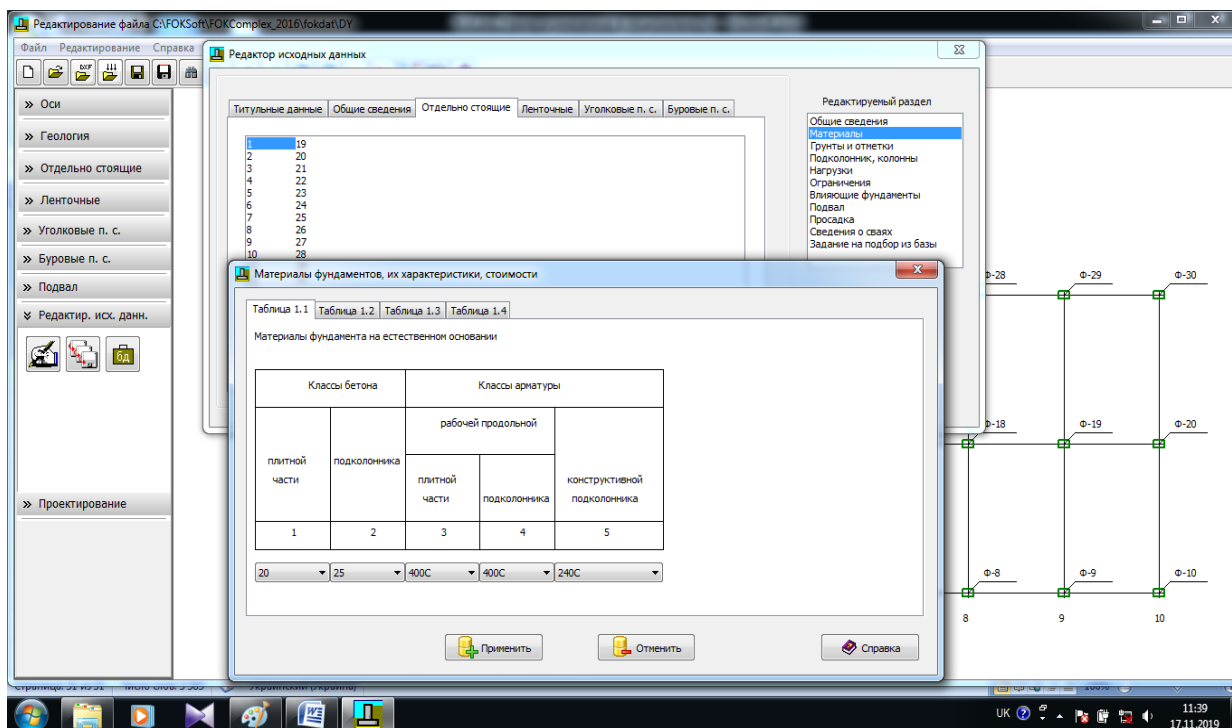 Редактирование файла C:\FOKSoft\FOKComplex_2016\fokdat\DY
Файл Редактирование Справка
Редактор исходных данных
» Оси
» Геология
» Отдельно стоящие
» Ленточные
» Уголковые п. с.
» Буровые п. с.
» Подвал
Редактир. исх. данн.
бд
» Проектирование
Титульные данные Общие сведения Отдельно стоящие Ленточные Уголковые п. с. Буровые п. с.
1 19
2 20
3 21
4 22
5 23
6 24
7 25
8 26
9 27
10 28
Редактируемый раздел
Общие сведения
Материалы
Грунты и отметки
Подколонник, колонны
Нагрузки
Ограничения
Влияющие фундаменты
Подвал
Просадка
Сведения о сваях
Задание на подбор из базы
Материалы фундаментов, их характеристики, стоимости
Таблица 1.1 Таблица 1.2 Таблица 1.3 Таблица 1.4
Материалы фундамента на естественном основании
Классы бетона Классы арматуры
рабочей продольной
плитной части
подколонника
плитной части
подколонника
конструктивной подколонника
1 2 3 4 5
20 25 400С 400С 240С
Применить Отменить Справка
Ф-28 Ф-29 Ф-30
Ф-18 Ф-19 Ф-20
Ф-8 Ф-9 Ф-10
8 9 10
UK
11:39
17.11.2019